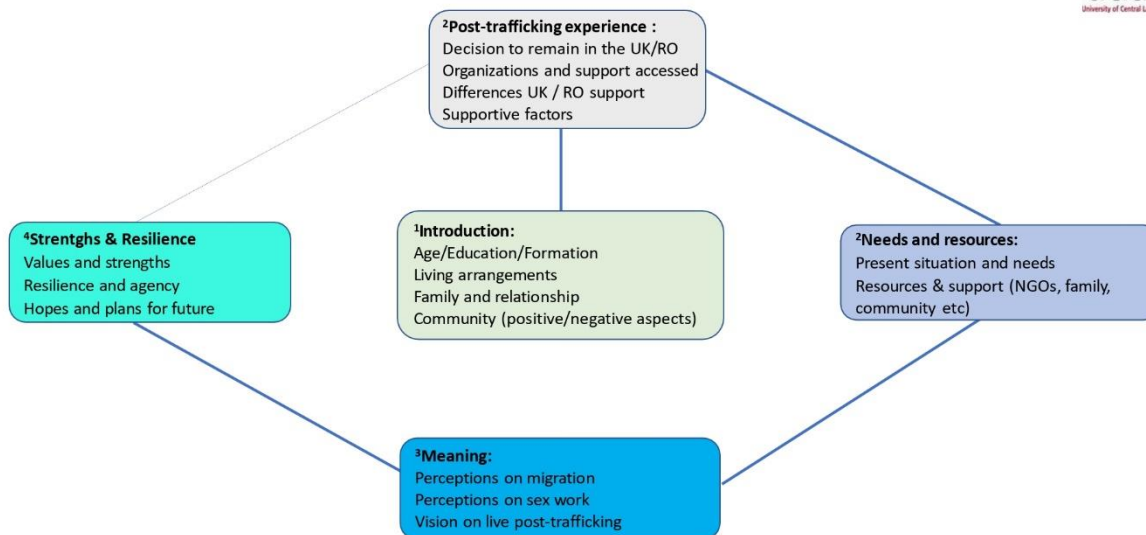 University of Central L
²Post-trafficking experience :
Decision to remain in the UK/RO
Organizations and support accessed
Differences UK / RO support
Supportive factors
⁴Strentghs & Resilience
Values and strengths
Resilience and agency
Hopes and plans for future
¹Introduction:
Age/Education/Formation
Living arrangements
Family and relationship
Community (positive/negative aspects)
²Needs and resources:
Present situation and needs
Resources & support (NGOs, family,
community etc)
³Meaning:
Perceptions on migration
Perceptions on sex work
Vision on live post-trafficking